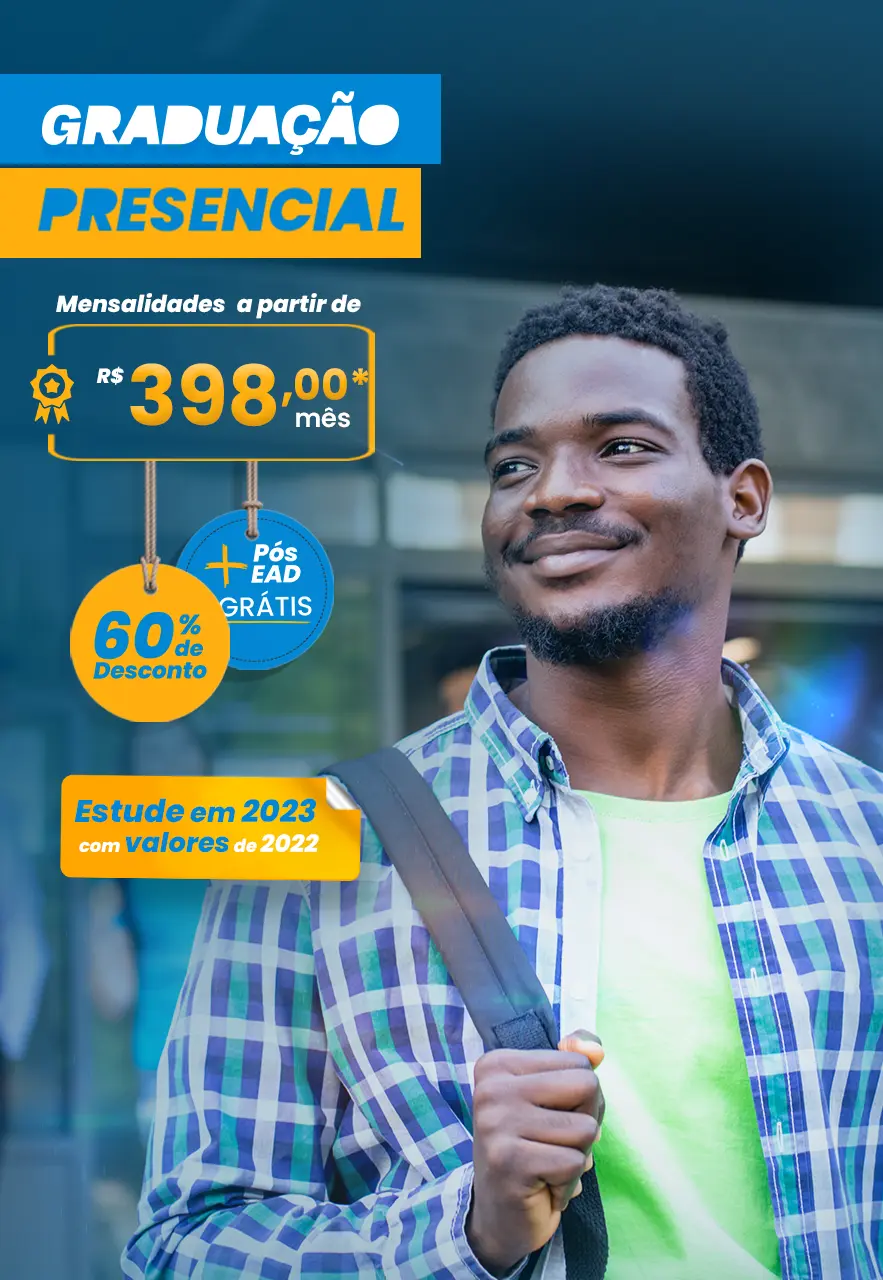 GRADUAÇÃO
PRESENCIAL
Mensalidades a partir de
R$ 398,00*
mês
+ Pós
EAD
GRÁTIS
60%
de
Desconto
Estude em 2023
com valores de 2022